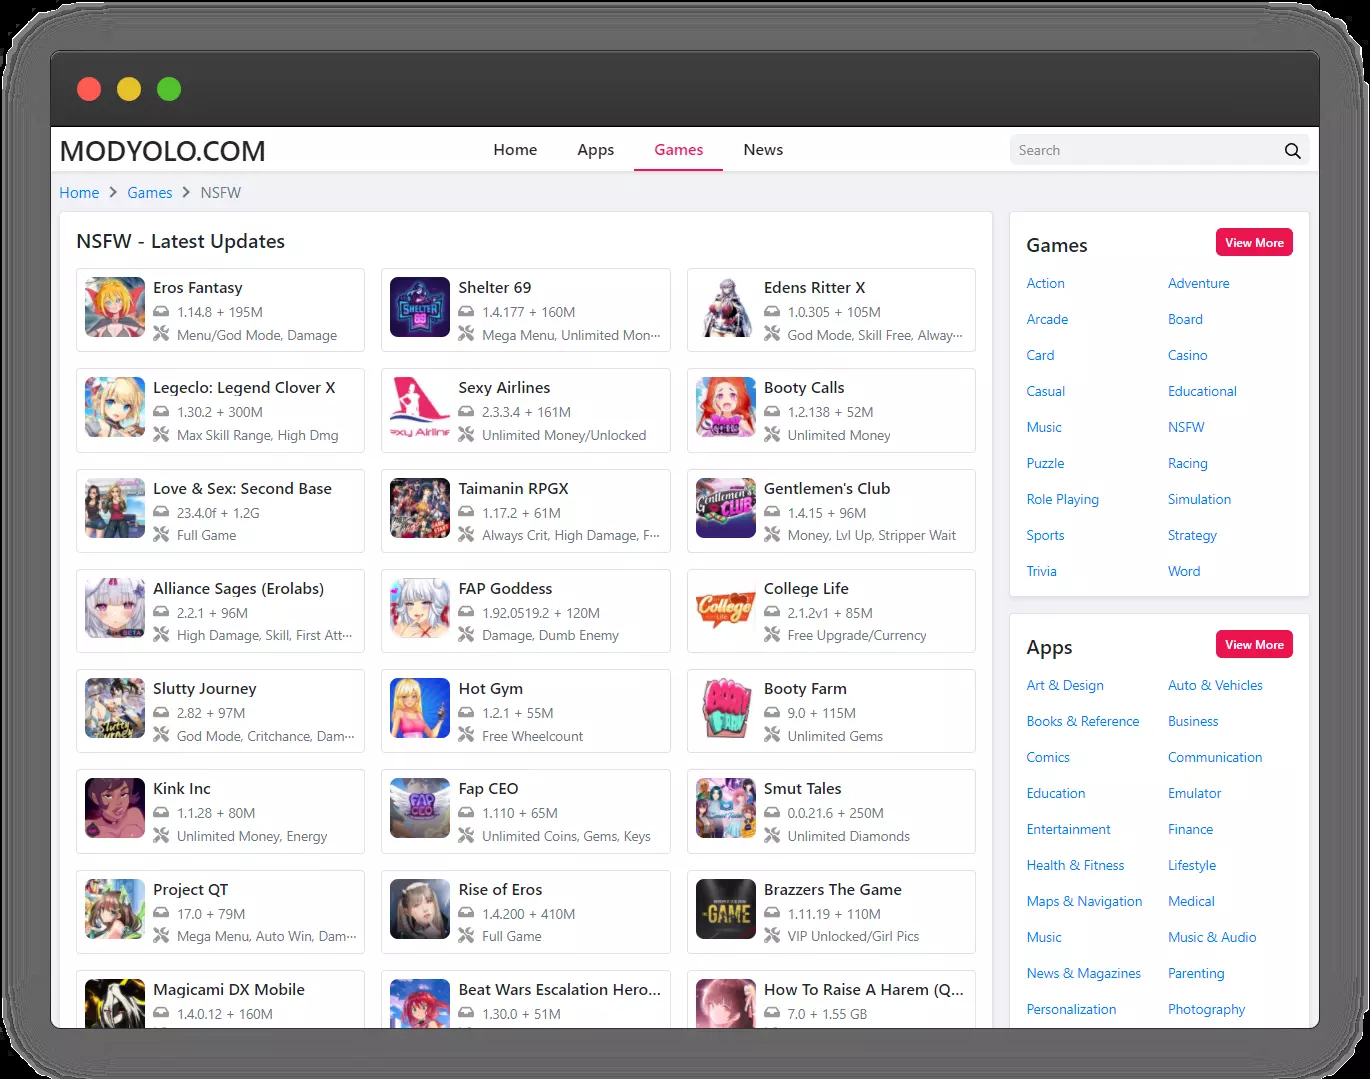 MODYOLO.COM
Home
Apps
Games
News
Search
Home > Games > NSFW
NSFW - Latest Updates
Eros Fantasy
1.14.8 + 195M
Menu/God Mode, Damage
Shelter 69
1.4.177 + 160M
Mega Menu, Unlimited Mon···
Edens Ritter X
1.0.305 + 105M
God Mode, Skill Free, Alway···
SHELTER
69
Legeclo: Legend Clover X
1.30.2 + 300M
Max Skill Range, High Dmg
Sexy Airlines
2.3.3.4 + 161M
Unlimited Money/Unlocked
Booty Calls
1.2.138 + 52M
Unlimited Money
Love & Sex: Second Base
23.4.0f + 1.2G
Full Game
Taimanin RPGX
1.17.2 + 61M
Always Crit, High Damage, F···
Gentlemen's Club
1.4.15 + 96M
Money, Lvl Up, Stripper Wait
Gentlemen's
CLUB
Alliance Sages (Erolabs)
2.2.1 + 96M
High Damage, Skill, First Att···
BETA
FAP Goddess
1.92.0519.2 + 120M
Damage, Dumb Enemy
College Life
2.1.2v1 + 85M
Free Upgrade/Currency
College
Life
Slutty Journey
2.82 + 97M
God Mode, Critchance, Dam···
Hot Gym
1.2.1 + 55M
Free Wheelcount
Booty Farm
9.0 + 115M
Unlimited Gems
Kink Inc
1.1.28 + 80M
Unlimited Money, Energy
Fap CEO
1.110 + 65M
Unlimited Coins, Gems, Keys
FAP
CEO
Smut Tales
0.0.21.6 + 250M
Unlimited Diamonds
Project QT
17.0 + 79M
Mega Menu, Auto Win, Dam···
Rise of Eros
1.4.200 + 410M
Full Game
Brazzers The Game
1.11.19 + 110M
VIP Unlocked/Girl Pics
GAME
Magicami DX Mobile
1.4.0.12 + 160M
Beat Wars Escalation Hero...
1.30.0 + 51M
How To Raise A Harem (Q...
7.0 + 1.55 GB
Games
View More
Action
Adventure
Arcade
Board
Card
Casino
Casual
Educational
Music
NSFW
Puzzle
Racing
Role Playing
Simulation
Sports
Strategy
Trivia
Word
Apps
View More
Art & Design
Auto & Vehicles
Books & Reference
Business
Comics
Communication
Education
Emulator
Entertainment
Finance
Health & Fitness
Lifestyle
Maps & Navigation
Medical
Music
Music & Audio
News & Magazines
Parenting
Personalization
Photography